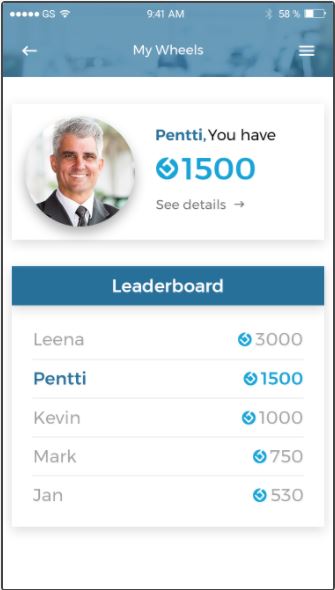 GS 9:41 AM 58 %
My Wheels
Pentti, You have
1500
See details →
Leaderboard
Leena 3000
Pentti 1500
Kevin 1000
Mark 750
Jan 530